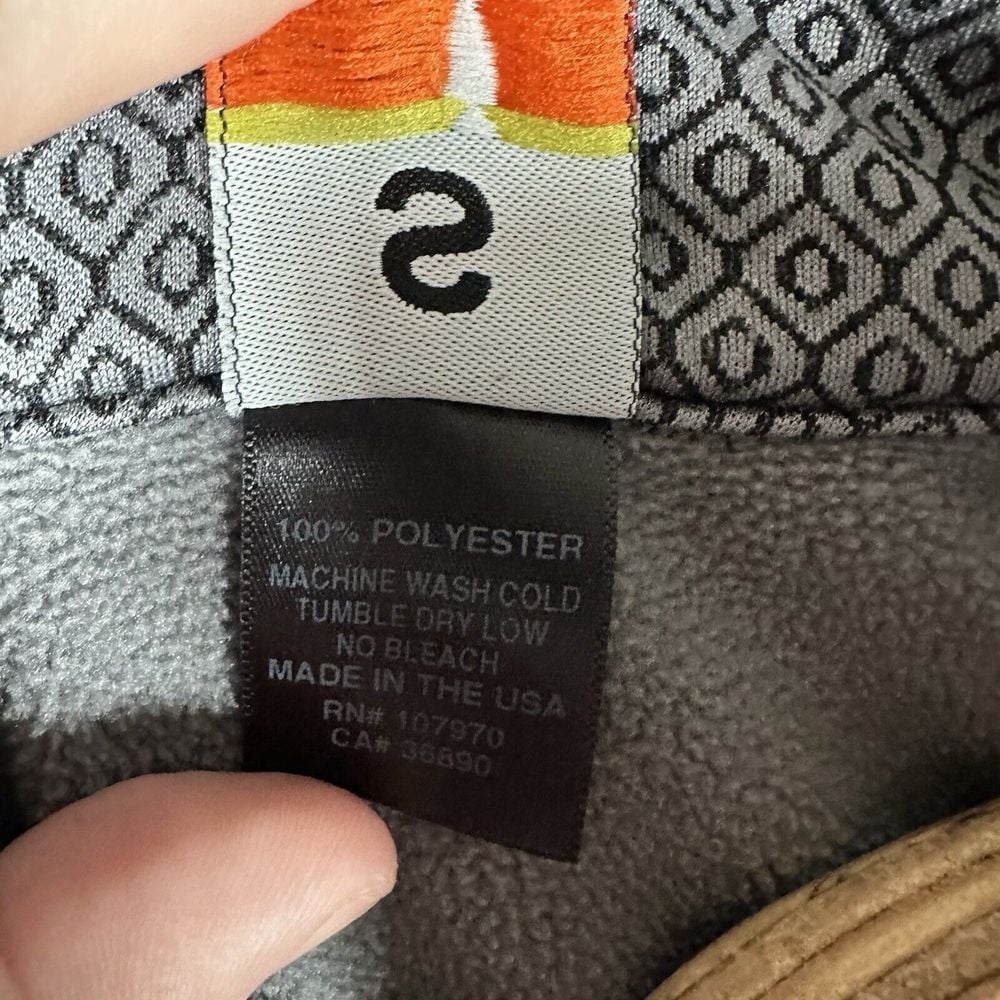 S
100% POLYESTER
MACHINE WASH COLD
TUMBLE DRY LOW
NO BLEACH
MADE IN THE USA
RN# 107970
CA# 36890